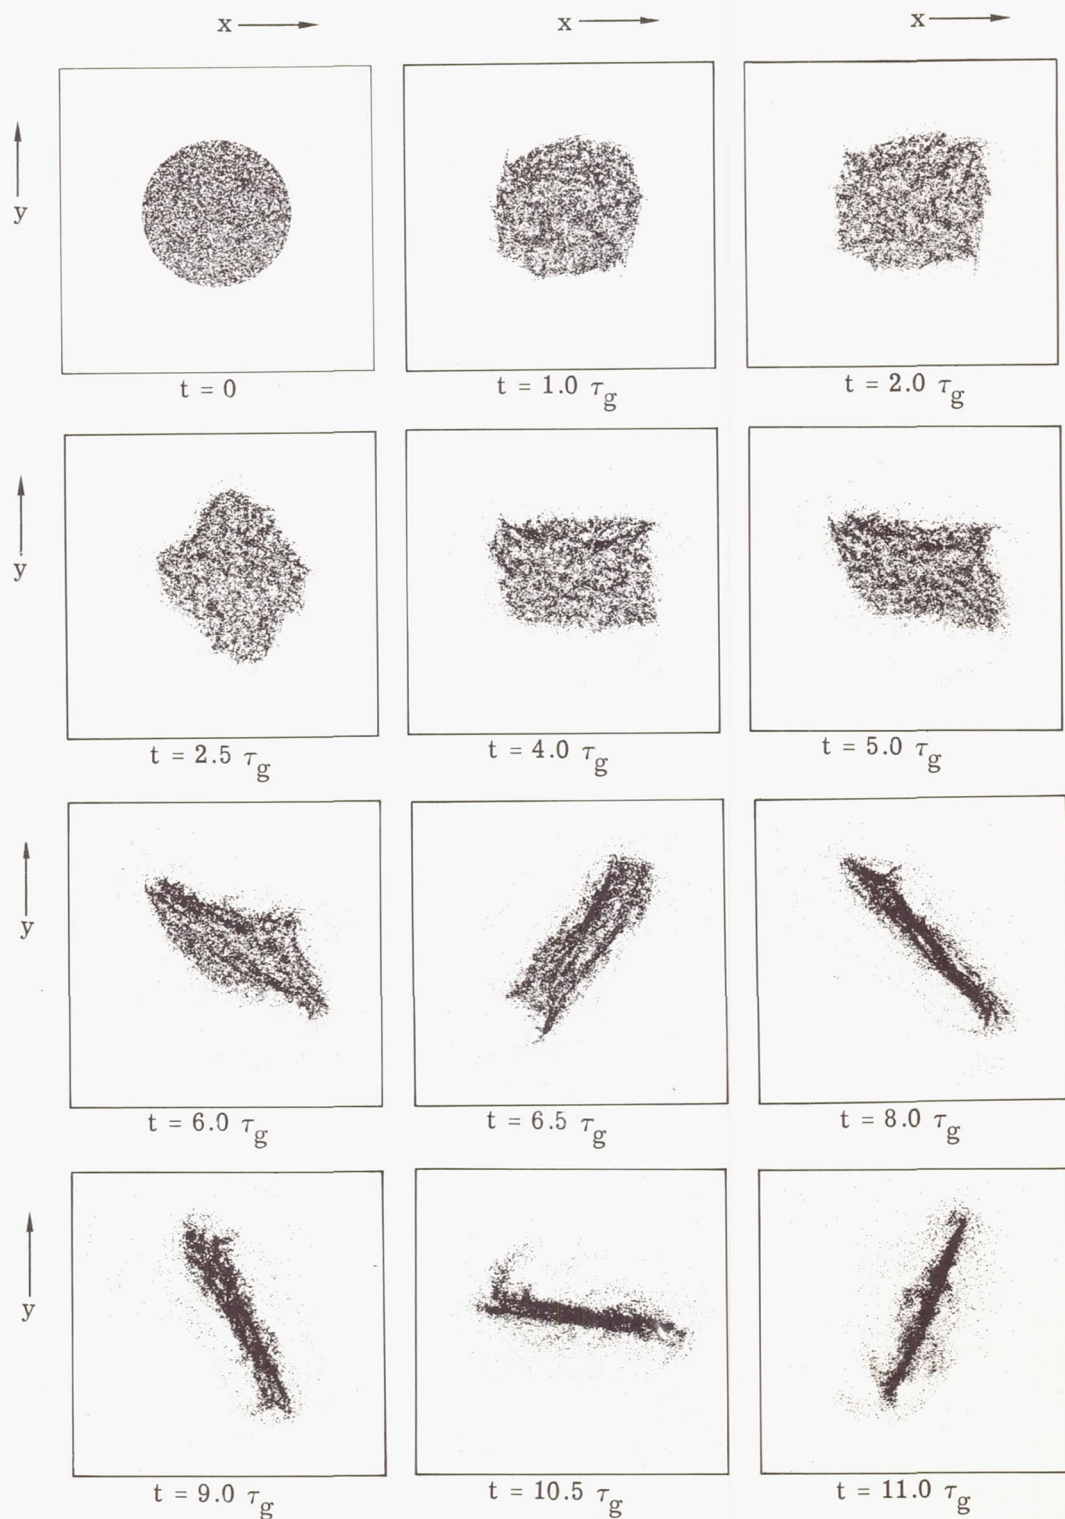 x → x → x →
y
t = 0 t = 1.0 τg t = 2.0 τg
y
t = 2.5 τg t = 4.0 τg t = 5.0 τg
y
t = 6.0 τg t = 6.5 τg t = 8.0 τg
y
t = 9.0 τg t = 10.5 τg t = 11.0 τg